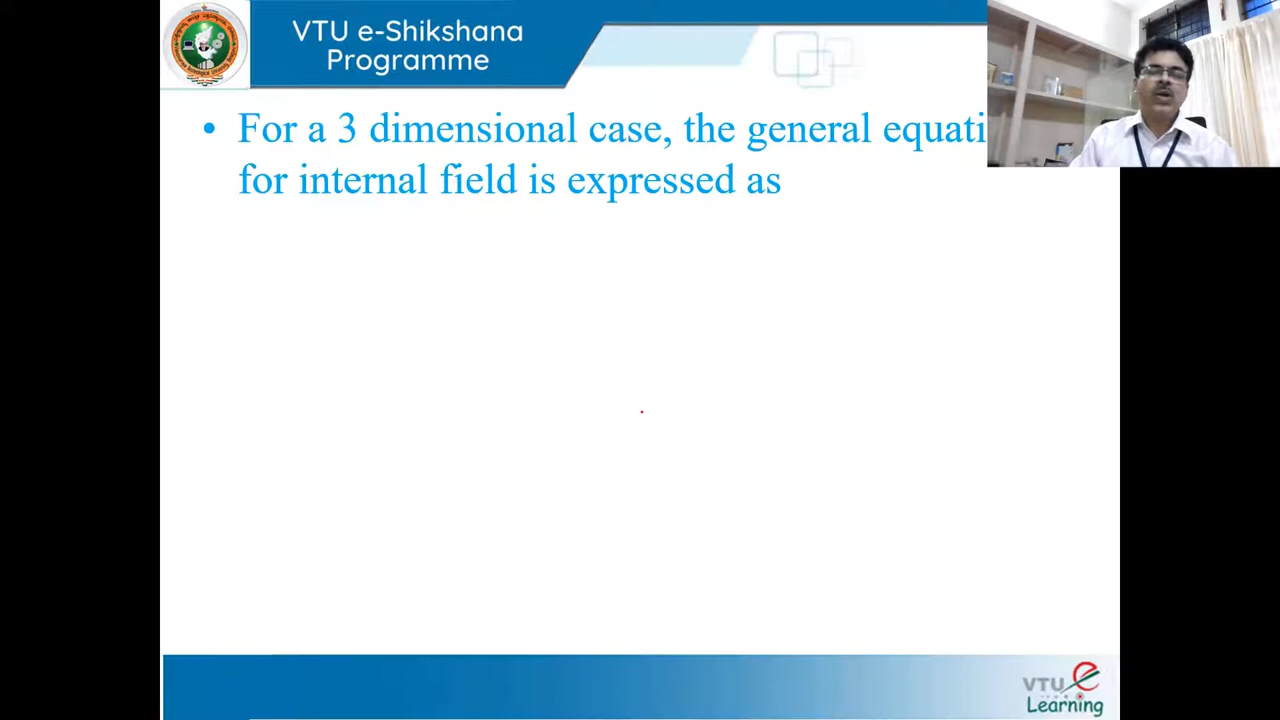 VTU e-Shikshana
Programme
• For a 3 dimensional case, the general equati
for internal field is expressed as
VTU e
Learning